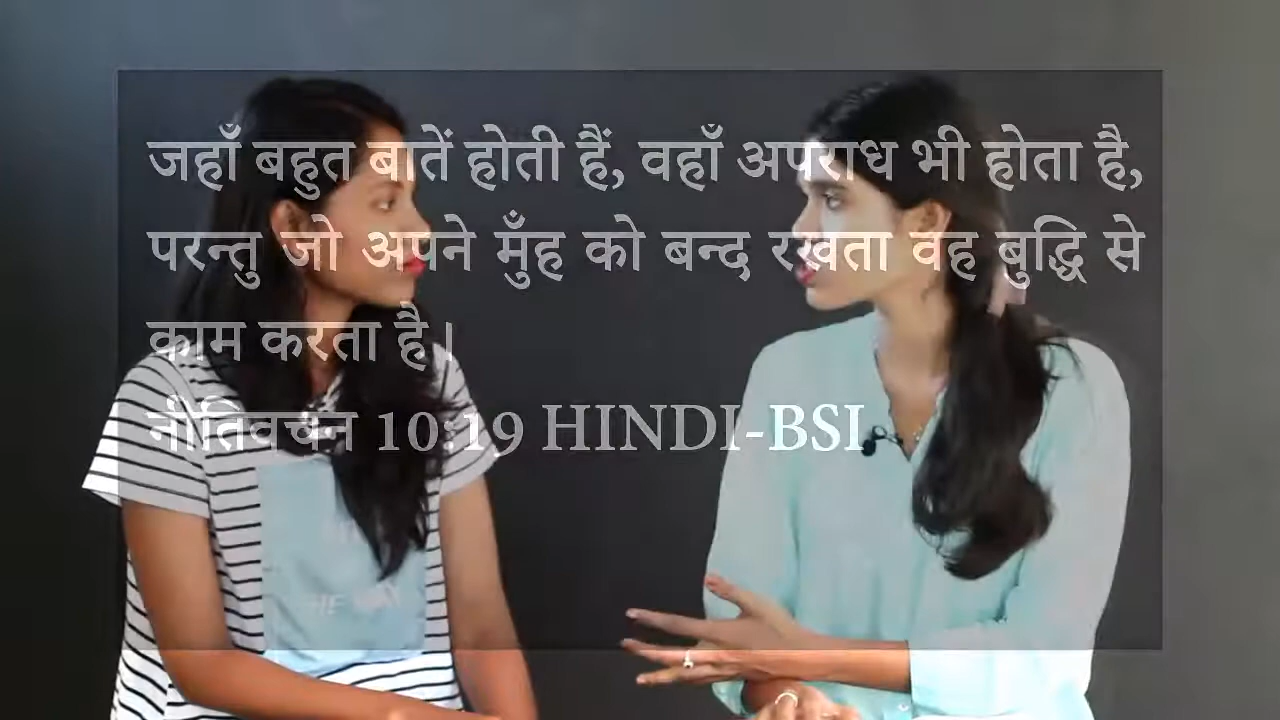 जहाँ बहुत बातें होती हैं, वहाँ अपराध भी होता है,
परन्तु जो अपने मुँह को बन्द रखता वह बुद्धि से
काम करता है।
नीतिवचन 10:19 HINDI-BSI